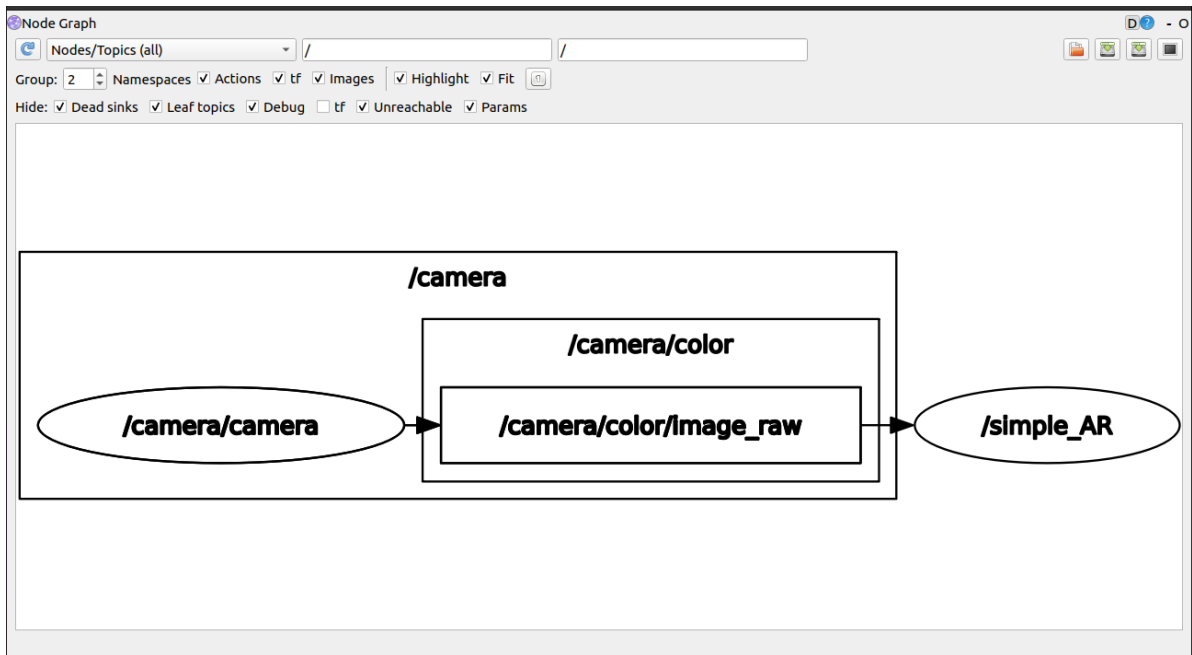 Node Graph D ? - O
Nodes/Topics (all) / /
Group: 2 Namespaces Actions tf Images Highlight Fit
Hide: Dead sinks Leaf topics Debug tf Unreachable Params
/camera
/camera/color
/camera/camera /camera/color/image_raw /simple_AR